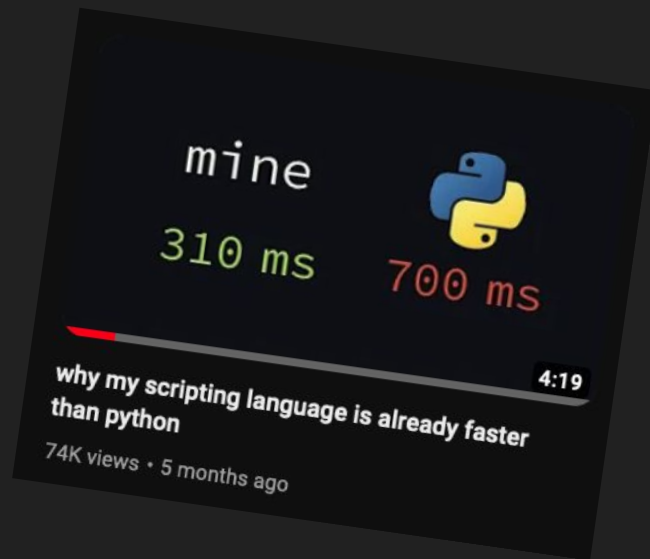 mine
310 ms
700 ms
4:19
why my scripting language is already faster
than python
74K views • 5 months ago